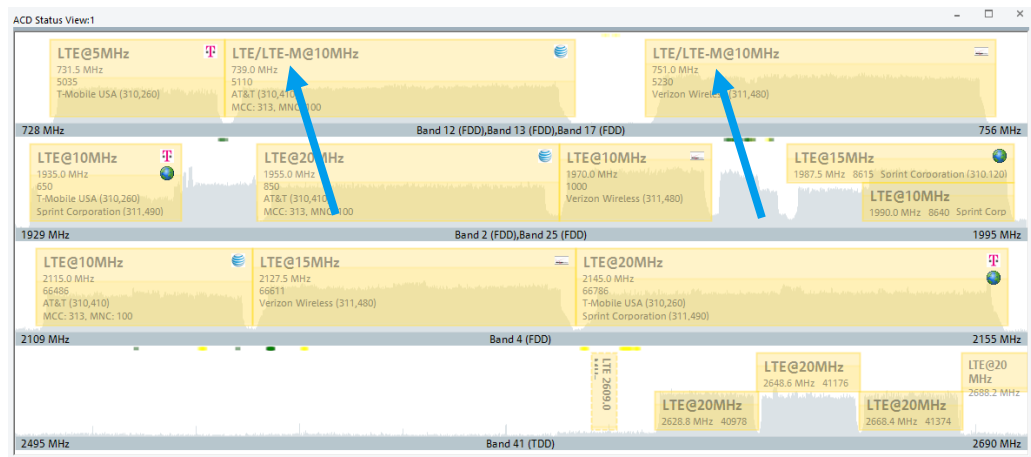 ACD Status View:1
LTE@5MHz
731.5 MHz
5035
T-Mobile USA (310,260)
LTE/LTE-M@10MHz
739.0 MHz
5110
AT&T (310,410)
MCC: 313, MNC: 100
LTE/LTE-M@10MHz
751.0 MHz
5230
Verizon Wireless (311,480)
728 MHz Band 12 (FDD),Band 13 (FDD),Band 17 (FDD) 756 MHz
LTE@10MHz
1935.0 MHz
650
T-Mobile USA (310,260)
Sprint Corporation (311,490)
LTE@20MHz
1955.0 MHz
850
AT&T (310,410)
MCC: 313, MNC: 100
LTE@10MHz
1970.0 MHz
1000
Verizon Wireless (311,480)
LTE@15MHz
1987.5 MHz 8615 Sprint Corporation (310.120)
LTE@10MHz
1990.0 MHz 8640 Sprint Corp
1929 MHz Band 2 (FDD),Band 25 (FDD) 1995 MHz
LTE@10MHz
2115.0 MHz
66486
AT&T (310,410)
MCC: 313, MNC: 100
LTE@15MHz
2127.5 MHz
66611
Verizon Wireless (311,480)
LTE@20MHz
2145.0 MHz
66786
T-Mobile USA (310,260)
Sprint Corporation (311,490)
2109 MHz Band 4 (FDD) 2155 MHz
LTE 2609.0
LTE@20MHz
2628.8 MHz 40978
LTE@20MHz
2648.6 MHz 41176
LTE@20MHz
2668.4 MHz 41374
LTE@20
MHz
2688.2 MHz
2495 MHz Band 41 (TDD) 2690 MHz